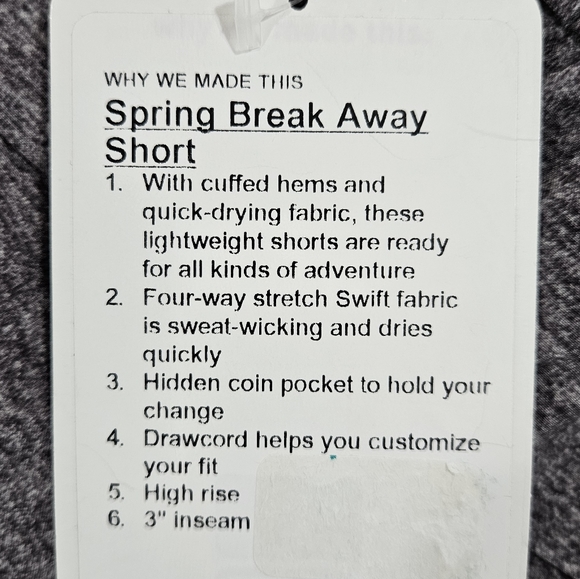 WHY WE MADE THIS
Spring Break Away
Short
1. With cuffed hems and
quick-drying fabric, these
lightweight shorts are ready
for all kinds of adventure
2. Four-way stretch Swift fabric
is sweat-wicking and dries
quickly
3. Hidden coin pocket to hold your
change
4. Drawcord helps you customize
your fit
5. High rise
6. 3" inseam